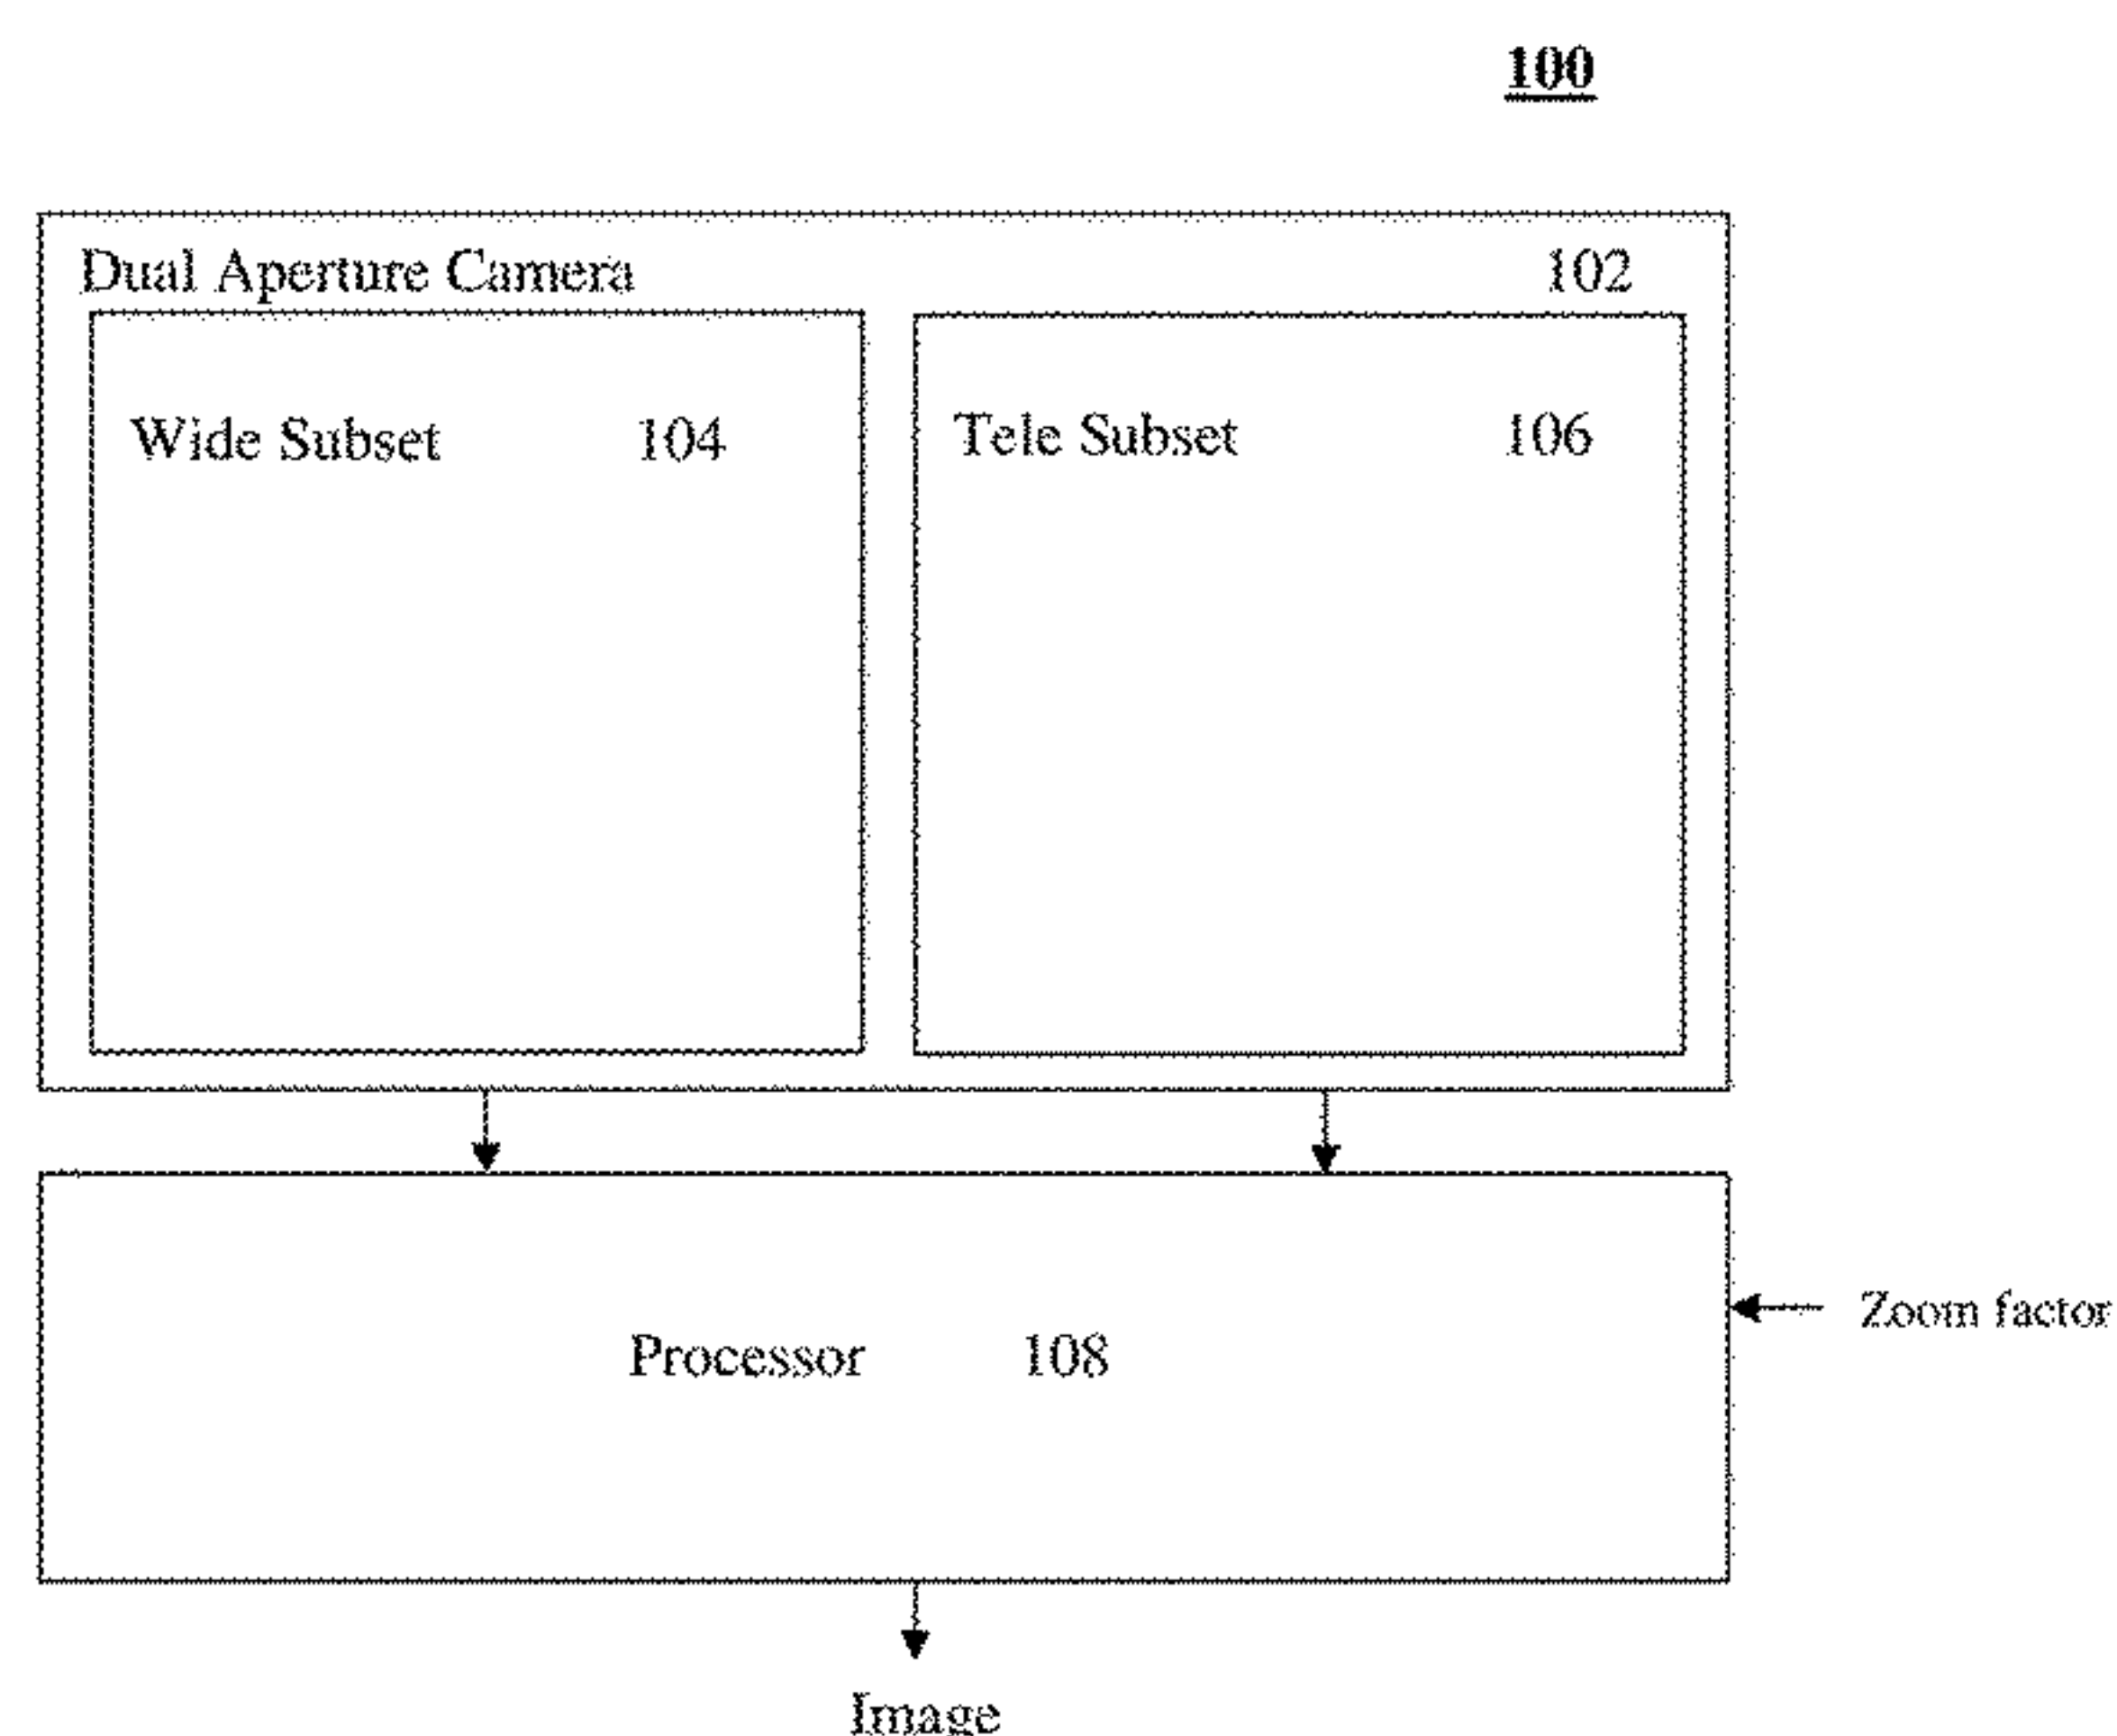 100
Dual Aperture Camera 102
Wide Subset 104
Tele Subset 106
Processor 108
Zoom factor
Image